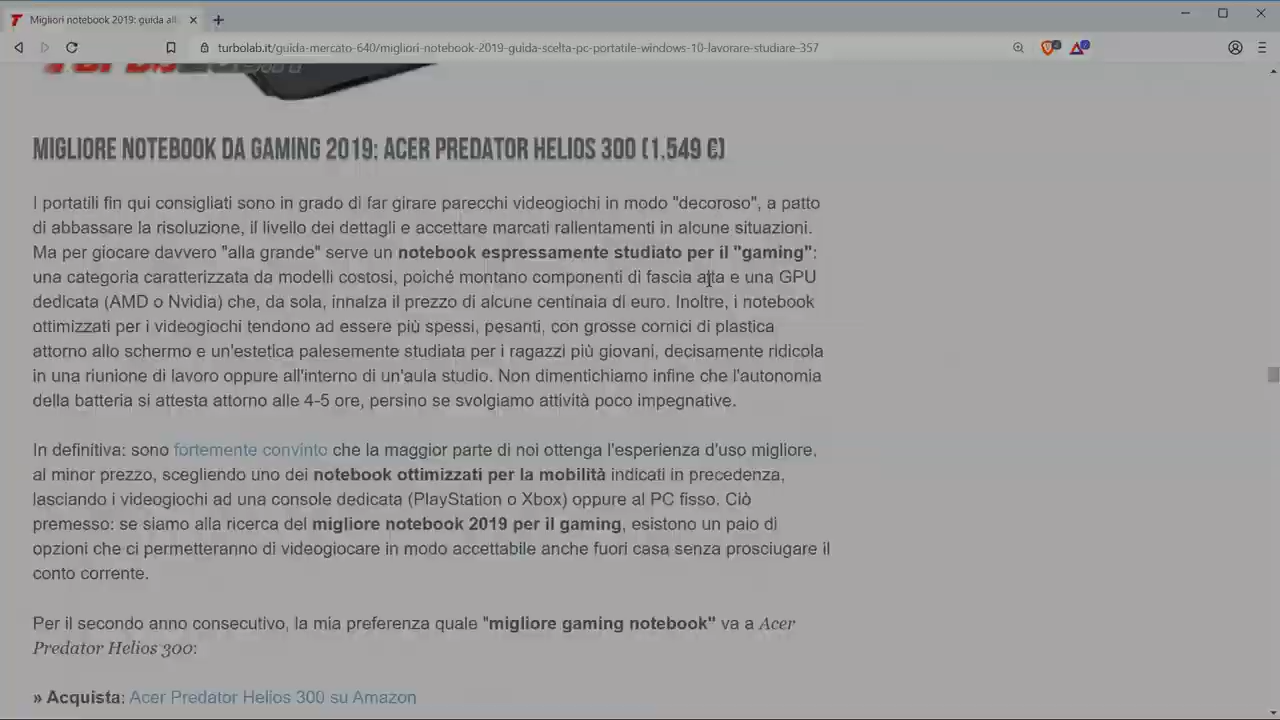 Migliori notebook 2019: guida all
turbolab.it/guida-mercato-640/migliori-notebook-2019-guida-scelta-pc-portatile-windows-10-lavorare-studiare-357
MIGLIORE NOTEBOOK DA GAMING 2019: ACER PREDATOR HELIOS 300 (1.549 €)
I portatili fin qui consigliati sono in grado di far girare parecchi videogiochi in modo "decoroso", a patto
di abbassare la risoluzione, il livello dei dettagli e accettare marcati rallentamenti in alcune situazioni.
Ma per giocare davvero "alla grande" serve un notebook espressamente studiato per il "gaming":
una categoria caratterizzata da modelli costosi, poiché montano componenti di fascia alta e una GPU
dedicata (AMD o Nvidia) che, da sola, innalza il prezzo di alcune centinaia di euro. Inoltre, i notebook
ottimizzati per i videogiochi tendono ad essere più spessi, pesanti, con grosse cornici di plastica
attorno allo schermo e un'estetica palesemente studiata per i ragazzi più giovani, decisamente ridicola
in una riunione di lavoro oppure all'interno di un'aula studio. Non dimentichiamo infine che l'autonomia
della batteria si attesta attorno alle 4-5 ore, persino se svolgiamo attività poco impegnative.
In definitiva: sono fortemente convinto che la maggior parte di noi ottenga l'esperienza d'uso migliore,
al minor prezzo, scegliendo uno dei notebook ottimizzati per la mobilità indicati in precedenza,
lasciando i videogiochi ad una console dedicata (PlayStation o Xbox) oppure al PC fisso. Ciò
premesso: se siamo alla ricerca del migliore notebook 2019 per il gaming, esistono un paio di
opzioni che ci permetteranno di videogiocare in modo accettabile anche fuori casa senza prosciugare il
conto corrente.
Per il secondo anno consecutivo, la mia preferenza quale "migliore gaming notebook" va a Acer
Predator Helios 300:
» Acquista: Acer Predator Helios 300 su Amazon